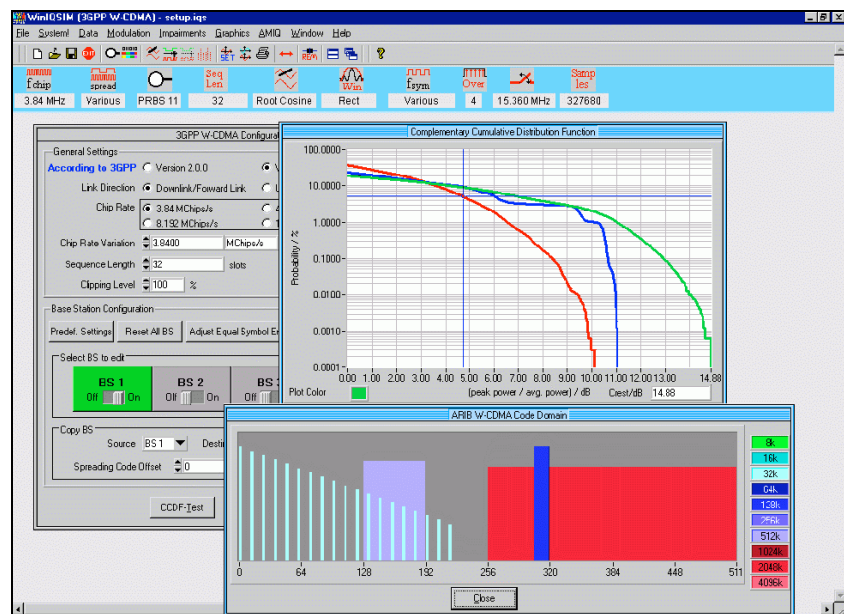 WinIQSIM (3GPP W-CDMA) - setup.iqs
File System! Data Modulation Impairments Graphics AMIQ Window Help
SET REM ?
fchip spread Seq Len Win fsym Over Samp les
3.84 MHz Various PRBS 11 32 Root Cosine Rect Various 4 15.360 MHz 327680
3GPP W-CDMA Configurat
General Settings
According to 3GPP Version 2.0.0 V
Link Direction Downlink/Forward Link U
Chip Rate 3.84 MChips/s 4
8.192 MChips/s 1
Chip Rate Variation 3.8400 MChips/s
Sequence Length 32 slots
Clipping Level 100 %
Base Station Configuration
Predef. Settings Reset All BS Adjust Equal Symbol En
Select BS to edit
BS 1 BS 2 BS 3
Off On Off On Off
Copy BS
Source BS 1 Destin
Spreading Code Offset 0
CCDF-Test
Complementary Cumulative Distribution Function
Probability / %
100.0000
10.0000
1.0000
0.1000
0.0100
0.0010
0.0001
0.00 1.00 2.00 3.00 4.00 5.00 6.00 7.00 8.00 9.00 10.00 11.00 12.00 13.00 14.88
Plot Color (peak power / avg. power) / dB Crest/dB 14.88
ARIB W-CDMA Code Domain
8k
16k
32k
64k
128k
256k
512k
1024k
2048k
4096k
0 64 128 192 256 320 384 448 511
Close